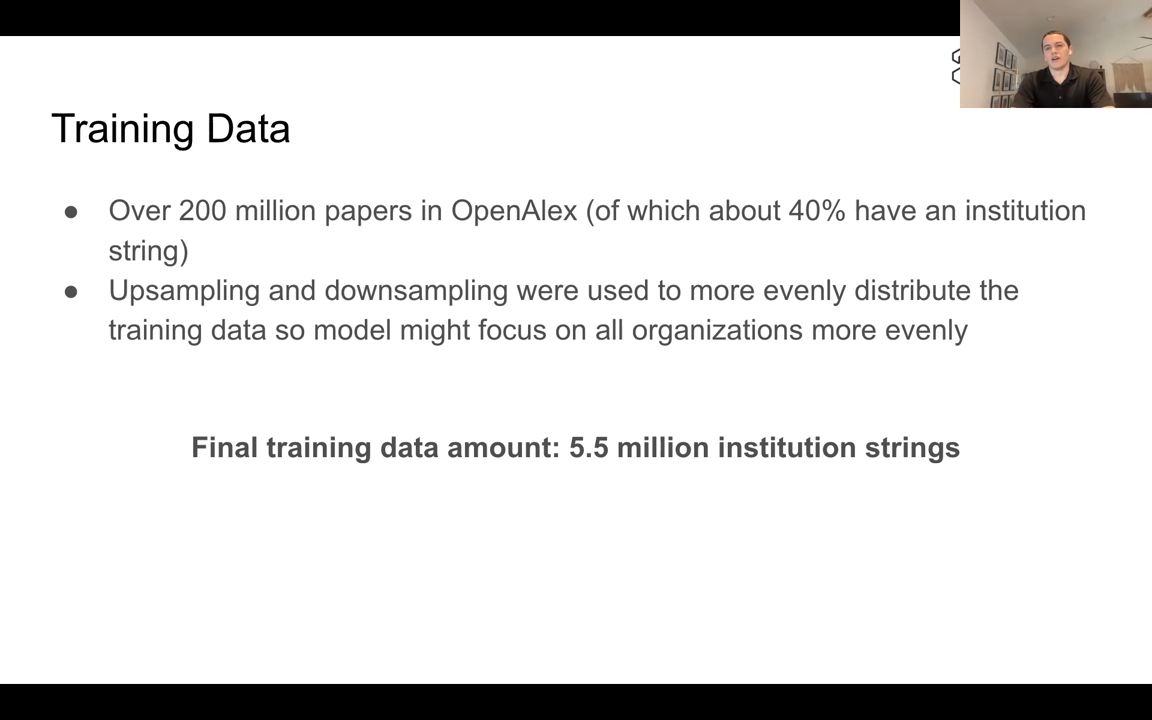 Training Data
● Over 200 million papers in OpenAlex (of which about 40% have an institution
string)
● Upsampling and downsampling were used to more evenly distribute the
training data so model might focus on all organizations more evenly
Final training data amount: 5.5 million institution strings